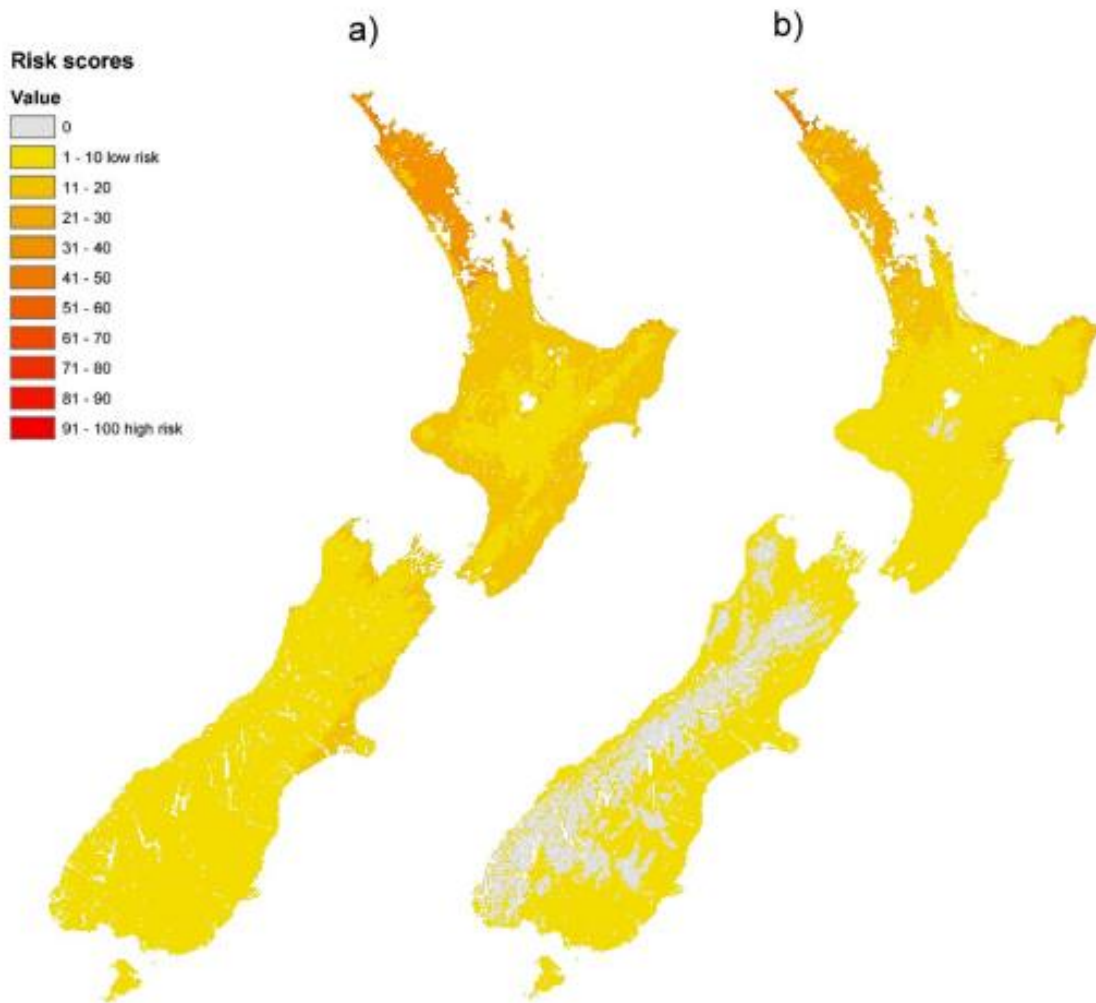 a)
b)
Risk scores
Value
0
1 - 10 low risk
11 - 20
21 - 30
31 - 40
41 - 50
51 - 60
61 - 70
71 - 80
81 - 90
91 - 100 high risk